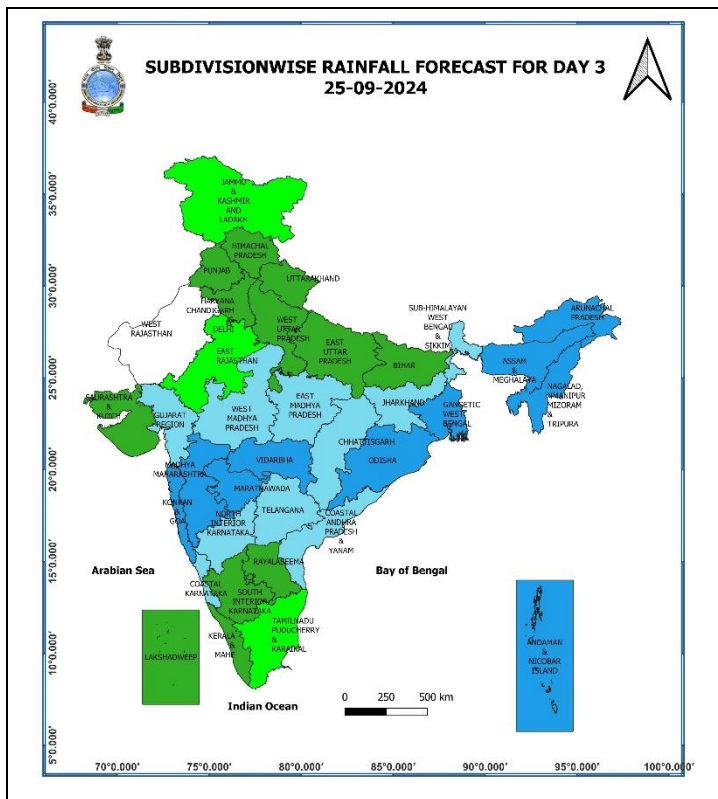 SUBDIVISIONWISE RAINFALL FORECAST FOR DAY 3
25-09-2024
40°0.000'
35°0.000'
30°0.000'
25°0.000'
20°0.000'
15°0.000'
10°0.000'
5°0.000'
JAMMU
&
KASHMIR
AND
LADAKH
HIMACHAL
PRADESH
PUNJAB
UTTARAKHAND
HARYANA
CHANDIGARH
&
DELHI
WEST
RAJASTHAN
WEST
UTTAR
PRADESH
SUB-HIMALAYAN
WEST
BENGAL
&
SIKKIM
ARUNACHAL
PRADESH
EAST
RAJASTHAN
EAST
UTTAR
PRADESH
BIHAR
ASSAM
&
MEGHALAYA
NAGALAD,
MANIPUR
MIZORAM
&
TRIPURA
SAURASHTRA
&
KUTCH
GUJARAT
REGION
WEST
MADHYA
PRADESH
EAST
MADHYA
PRADESH
JHARKHAND
GANGETIC
WEST
BENGAL
CHHATTISGARH
ODISHA
VIDARBHA
MADHYA
MAHARASHTRA
MARATHAWADA
KONKAN
&
GOA
NORTH
INTERIOR
KARNATAKA
TELANGANA
COASTAL
ANDHRA
PRADESH
&
YANAM
RAYALASEEMA
Arabian Sea
Bay of Bengal
COASTAL
KARNATAKA
SOUTH
INTERIOR
KARNATAKA
TAMILNADU
PUDUCHERRY
&
KARAIKAL
KERALA
&
MAHE
LAKSHADWEEP
ANDAMAN
&
NICOBAR
ISLAND
Indian Ocean
0 250 500 km
70°0.000' 75°0.000' 80°0.000' 85°0.000' 90°0.000' 95°0.000' 100°0.000'